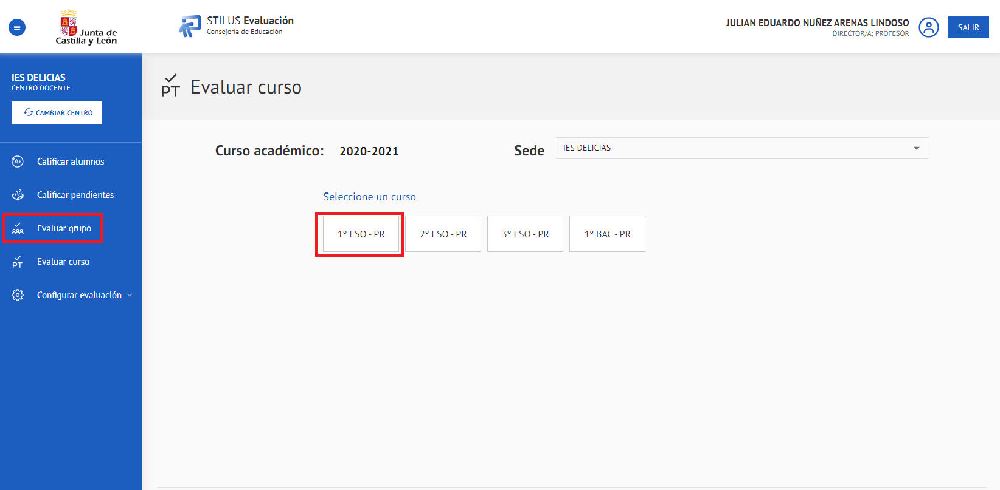 Junta de
Castilla y León
STILUS Evaluación
Consejería de Educación
JULIAN EDUARDO NUÑEZ ARENAS LINDOSO
DIRECTOR/A; PROFESOR
SALIR
IES DELICIAS
CENTRO DOCENTE
CAMBIAR CENTRO
A+ Calificar alumnos
A? Calificar pendientes
Evaluar grupo
PT Evaluar curso
Configurar evaluación
PT Evaluar curso
Curso académico: 2020-2021
Sede IES DELICIAS
Seleccione un curso
1º ESO - PR
2º ESO - PR
3º ESO - PR
1º BAC - PR